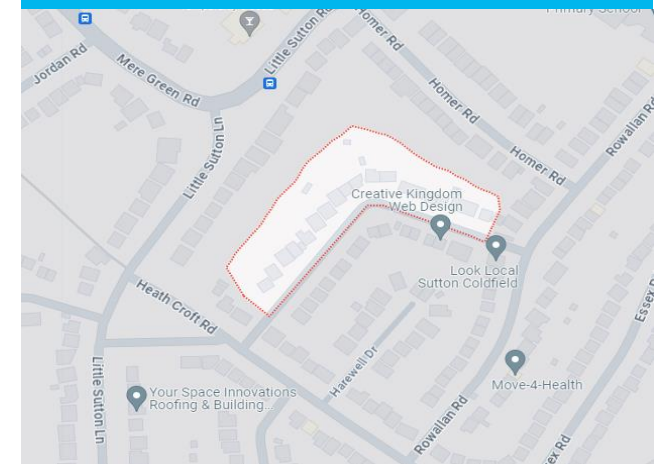 Primary School
Jordan Rd
Mere Green Rd
Little Sutton Rd
Homer Rd
Homer Rd
Homer Rd
Rowallan Rd
Little Sutton Ln
Creative Kingdom
Web Design
Look Local
Sutton Coldfield
Heath Croft Rd
Essex
Little Sutton Ln
Harewell Dr
Move-4-Health
Your Space Innovations
Roofing & Building...
Rowallan Rd
ex Rd